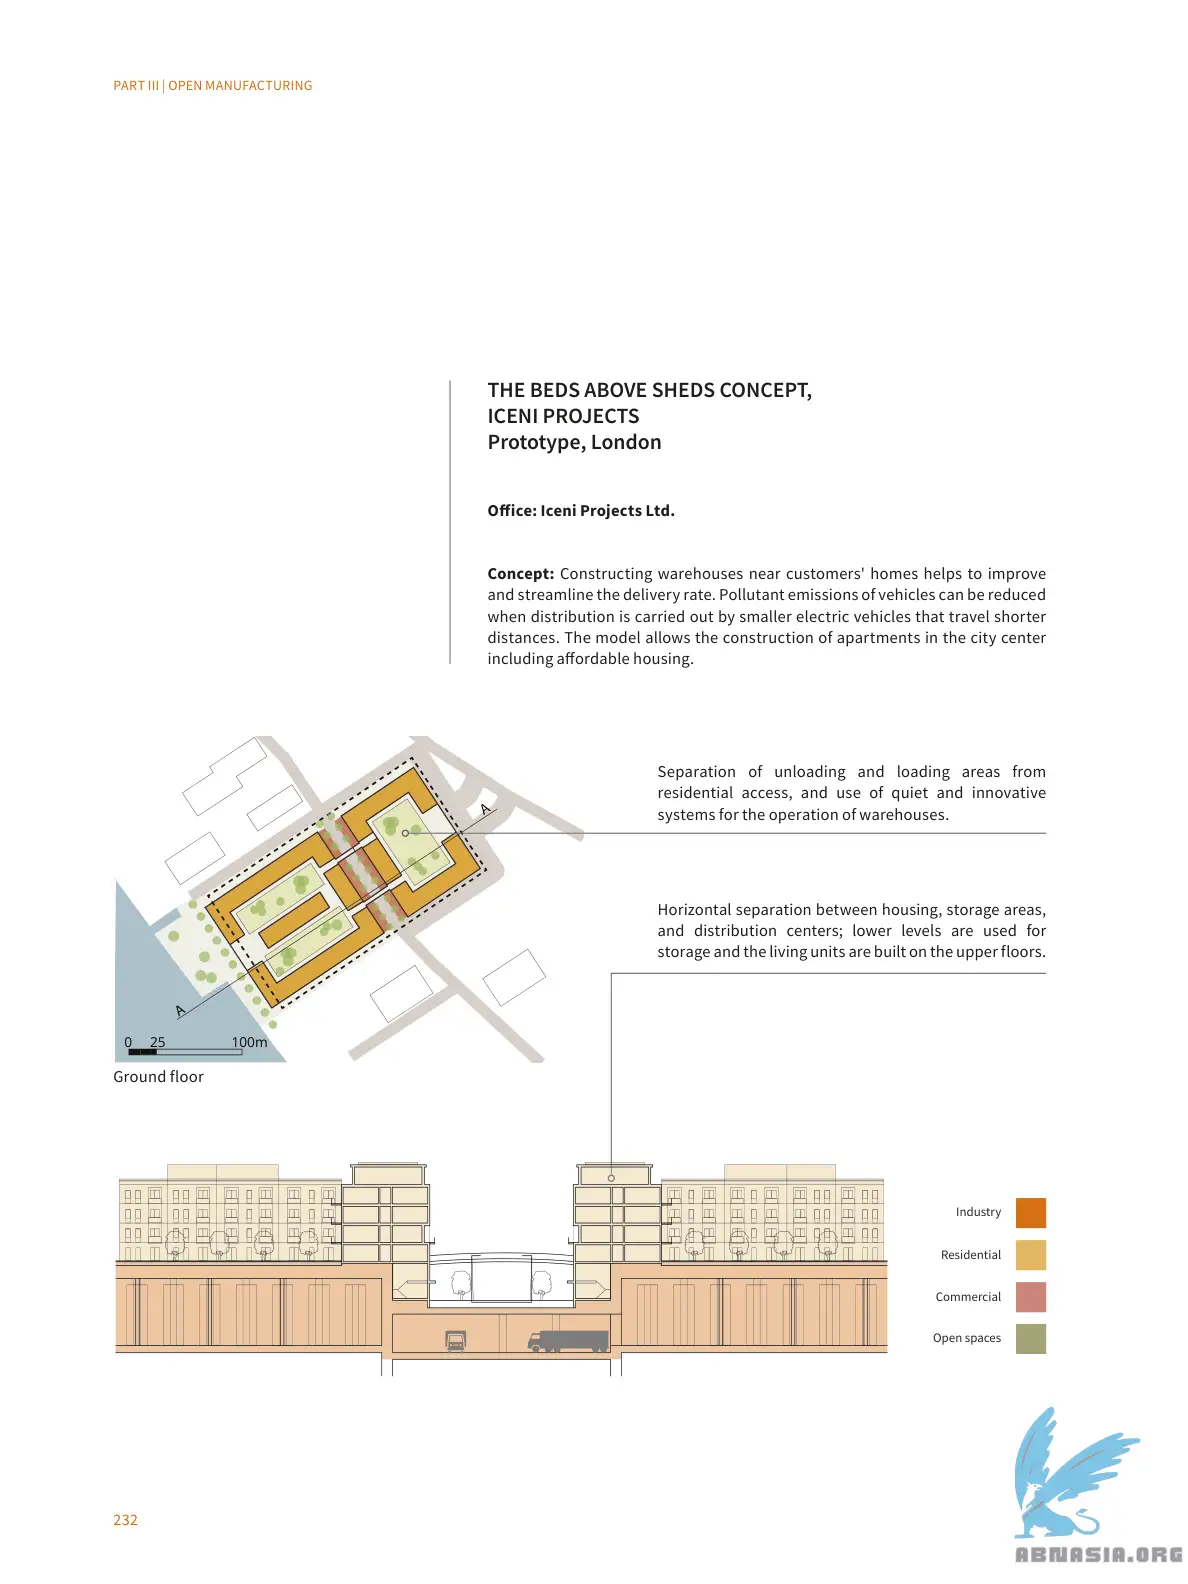 PART III | OPEN MANUFACTURING
THE BEDS ABOVE SHEDS CONCEPT,
ICENI PROJECTS
Prototype, London
Office: Iceni Projects Ltd.
Concept: Constructing warehouses near customers' homes helps to improve
and streamline the delivery rate. Pollutant emissions of vehicles can be reduced
when distribution is carried out by smaller electric vehicles that travel shorter
distances. The model allows the construction of apartments in the city center
including affordable housing.
Separation of unloading and loading areas from
residential access, and use of quiet and innovative
systems for the operation of warehouses.
Horizontal separation between housing, storage areas,
and distribution centers; lower levels are used for
storage and the living units are built on the upper floors.
A
A
0 25 100m
Ground floor
Industry
Residential
Commercial
Open spaces
232
ABNASIA.ORG